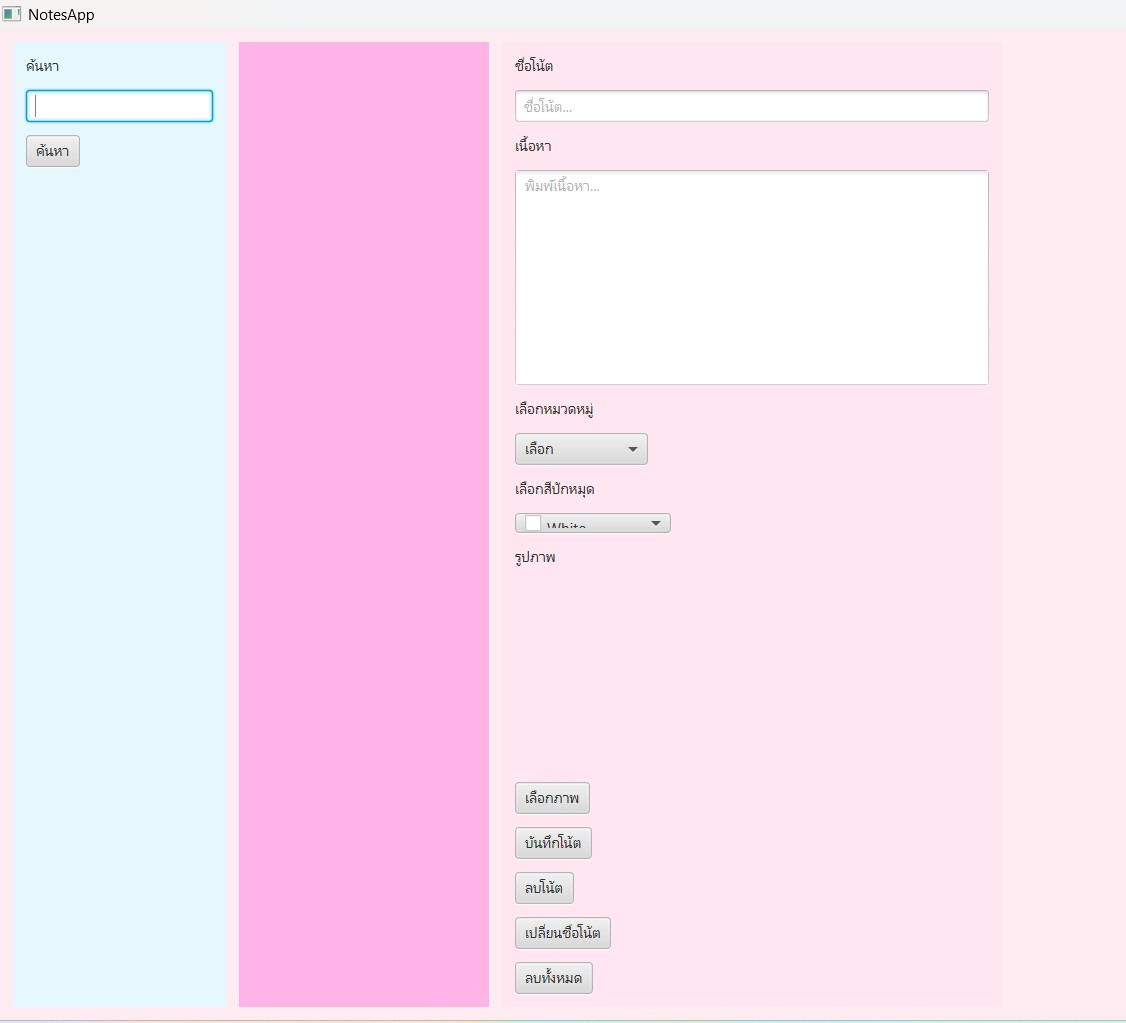 NotesApp
ค้นหา
ค้นหา
ชื่อโน้ต
ชื่อโน้ต...
เนื้อหา
พิมพ์เนื้อหา...
เลือกหมวดหมู่
เลือก
เลือกสีปักหมุด
White
รูปภาพ
เลือกภาพ
บันทึกโน้ต
ลบโน้ต
เปลี่ยนชื่อโน้ต
ลบทั้งหมด